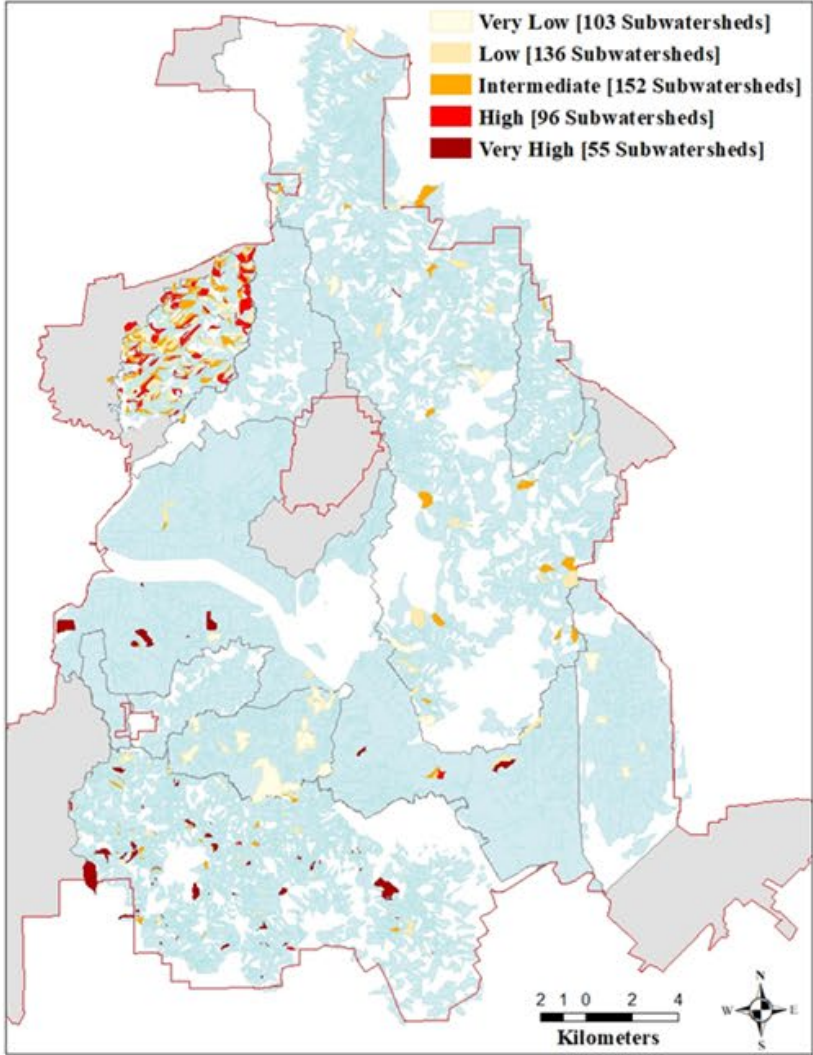 Very Low [103 Subwatersheds]
Low [136 Subwatersheds]
Intermediate [152 Subwatersheds]
High [96 Subwatersheds]
Very High [55 Subwatersheds]
N
W E
S
2 1 0 2 4
Kilometers